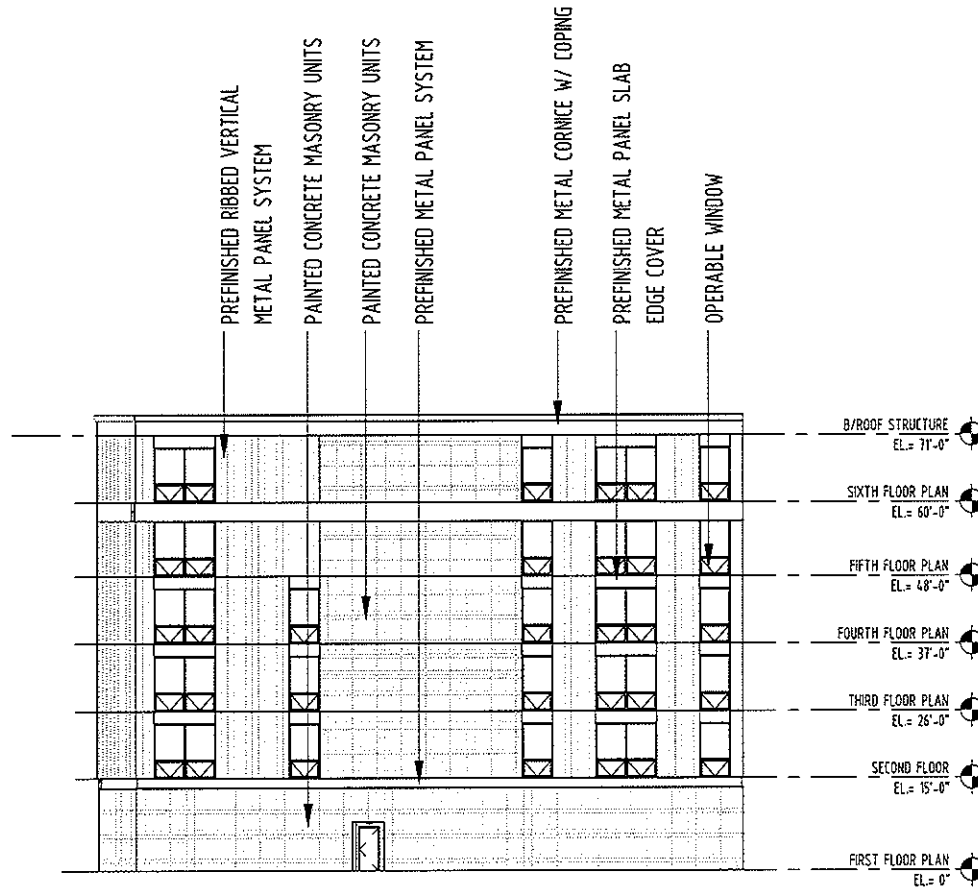 PREFINISHED RIBBED VERTICAL
METAL PANEL SYSTEM
PAINTED CONCRETE MASONRY UNITS
PAINTED CONCRETE MASONRY UNITS
PREFINISHED METAL PANEL SYSTEM
PREFINISHED METAL CORNICE W/ COPING
PREFINISHED METAL PANEL SLAB
EDGE COVER
OPERABLE WINDOW
B/ROOF STRUCTURE
EL.= 71'-0"
SIXTH FLOOR PLAN
EL.= 60'-0"
FIFTH FLOOR PLAN
EL.= 48'-0"
FOURTH FLOOR PLAN
EL.= 37'-0"
THIRD FLOOR PLAN
EL.= 26'-0"
SECOND FLOOR
EL.= 15'-0"
FIRST FLOOR PLAN
EL.= 0"